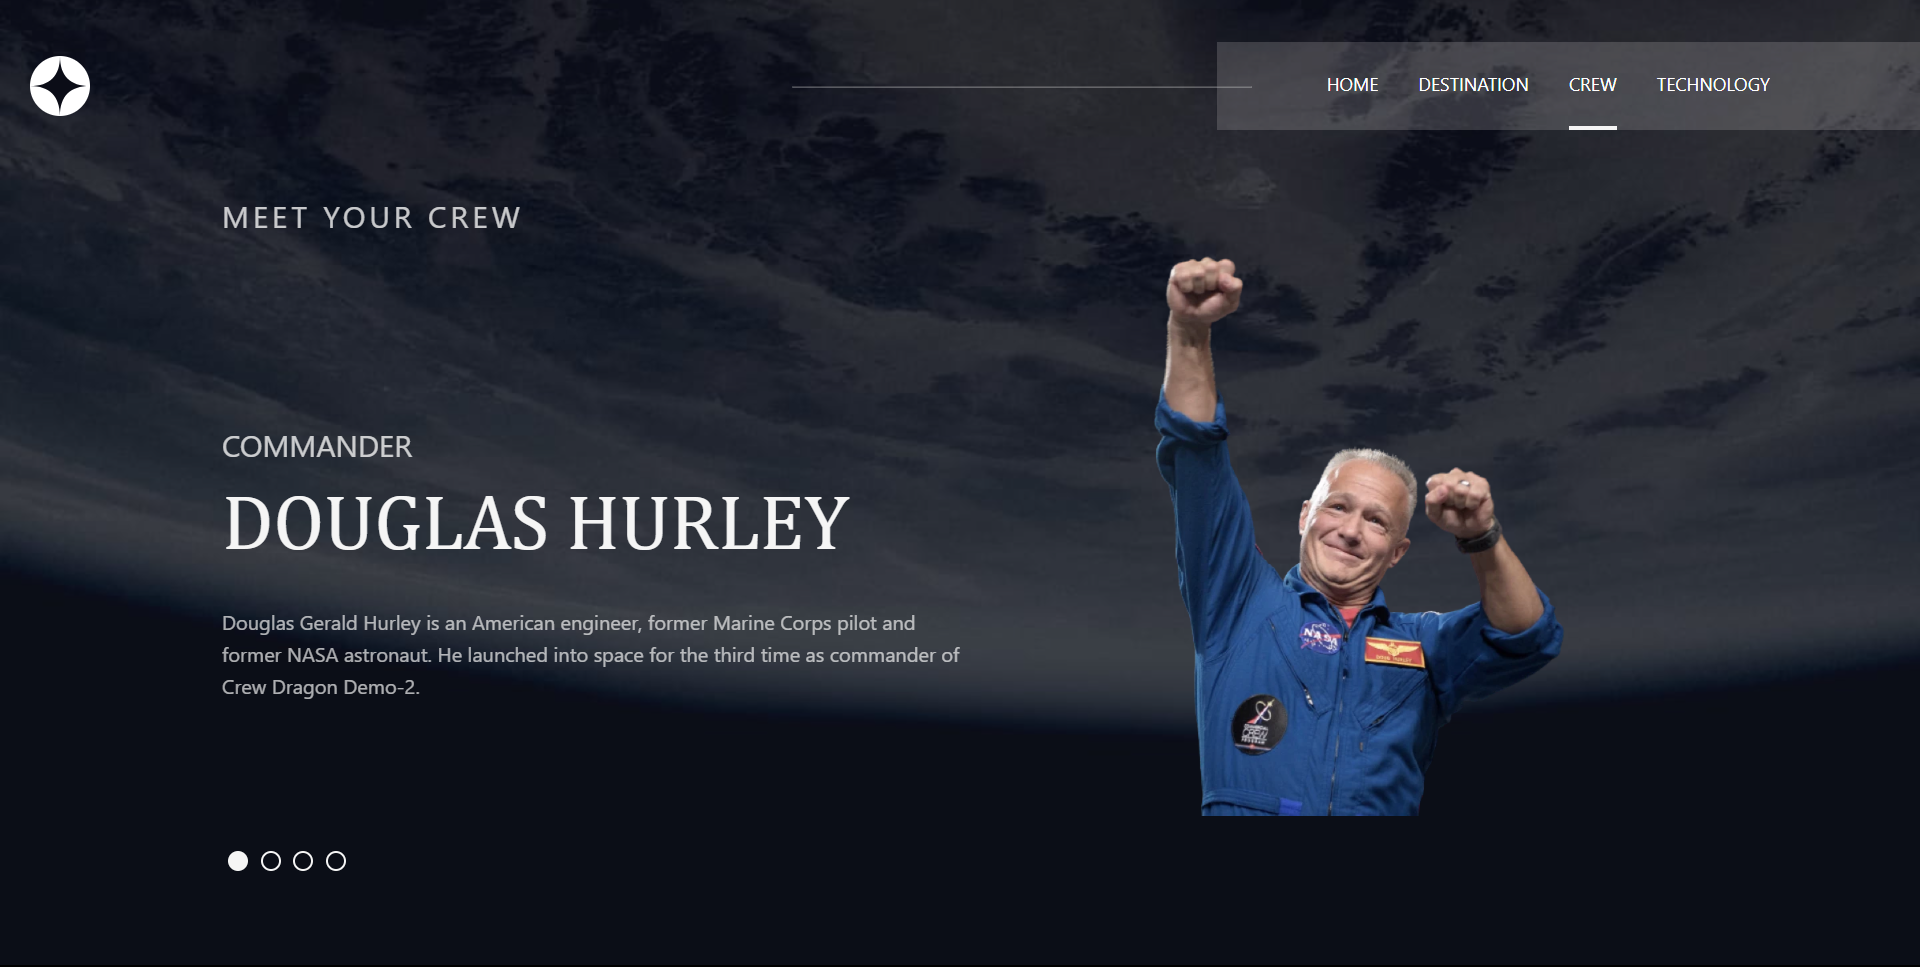 HOME DESTINATION CREW TECHNOLOGY
MEET YOUR CREW
COMMANDER
DOUGLAS HURLEY
Douglas Gerald Hurley is an American engineer, former Marine Corps pilot and
former NASA astronaut. He launched into space for the third time as commander of
Crew Dragon Demo-2.
NASA
CREW